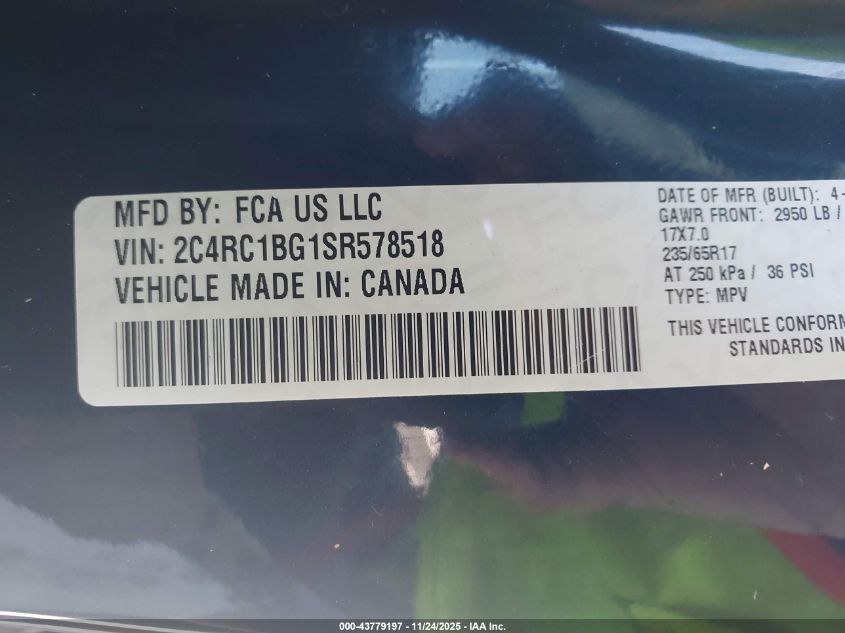 MFD BY: FCA US LLC
VIN: 2C4RC1BG1SR578518
VEHICLE MADE IN: CANADA
DATE OF MFR (BUILT): 4-
GAWR FRONT: 2950 LB /
17X7.0
235/65R17
AT 250 kPa / 36 PSI
TYPE: MPV
THIS VEHICLE CONFORM
STANDARDS IN
000-43779197 - 11/24/2025 - IAA Inc.